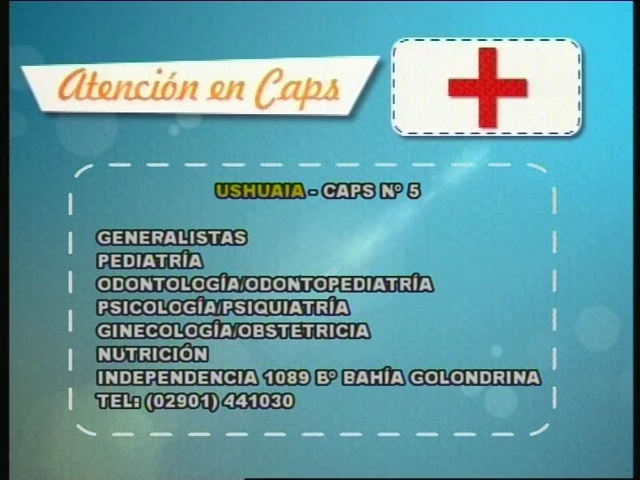 Atención en Caps
USHUAIA - CAPS N° 5
GENERALISTAS
PEDIATRÍA
ODONTOLOGÍA/ODONTOPEDIATRÍA
PSICOLOGÍA/PSIQUIATRÍA
GINECOLOGÍA/OBSTETRICIA
NUTRICIÓN
INDEPENDENCIA 1089 B° BAHÍA GOLONDRINA
TEL: (02901) 441030